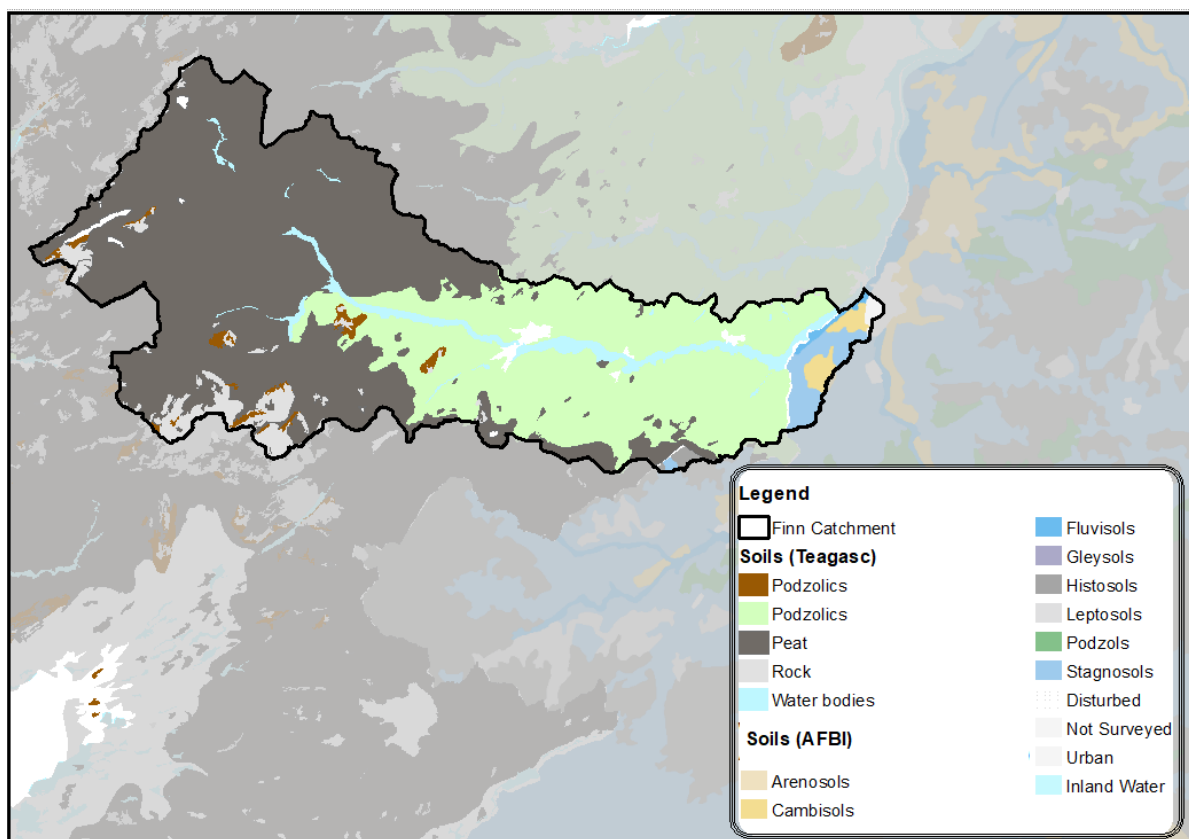 Legend
Finn Catchment
Soils (Teagasc)
Podzolics
Podzolics
Peat
Rock
Water bodies
Soils (AFBI)
Arenosols
Cambisols
Fluvisols
Gleysols
Histosols
Leptosols
Podzols
Stagnosols
Disturbed
Not Surveyed
Urban
Inland Water